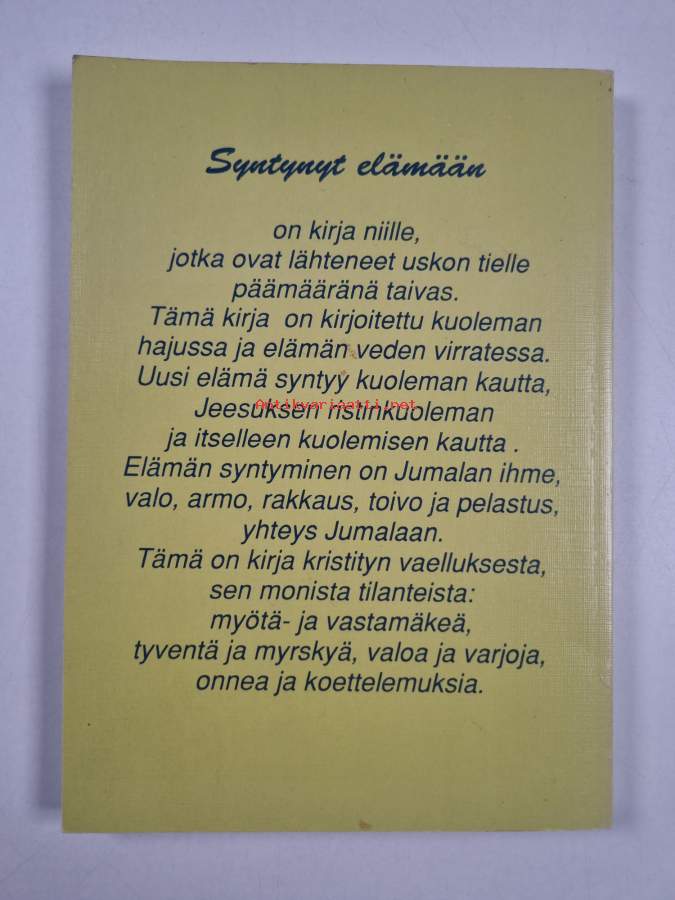 Syntynyt elämään
on kirja niille,
jotka ovat lähteneet uskon tielle
päämääränä taivas.
Tämä kirja on kirjoitettu kuoleman
hajussa ja elämän veden virratessa.
Uusi elämä syntyy kuoleman kautta,
Antikvariaatti.net
Jeesuksen ristinkuoleman
ja itselleen kuolemisen kautta .
Elämän syntyminen on Jumalan ihme,
valo, armo, rakkaus, toivo ja pelastus,
yhteys Jumalaan.
Tämä on kirja kristityn vaelluksesta,
sen monista tilanteista:
myötä- ja vastamäkeä,
tyventä ja myrskyä, valoa ja varjoja,
onnea ja koettelemuksia.